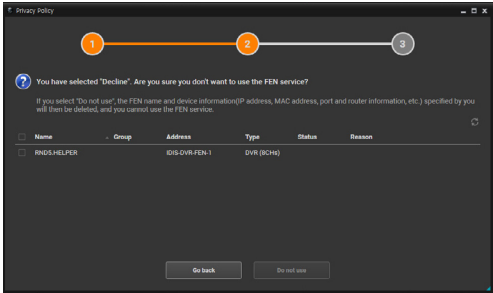 Privacy Policy
1
2
3
You have selected "Decline". Are you sure you don't want to use the FEN service?
If you select "Do not use", the FEN name and device information(IP address, MAC address, port and router information, etc.) specified by you
will then be deleted, and you cannot use the FEN service.
Name Group Address Type Status Reason
RND5.HELPER IDIS-DVR-FEN-1 DVR (8CHs)
Go back Do not use